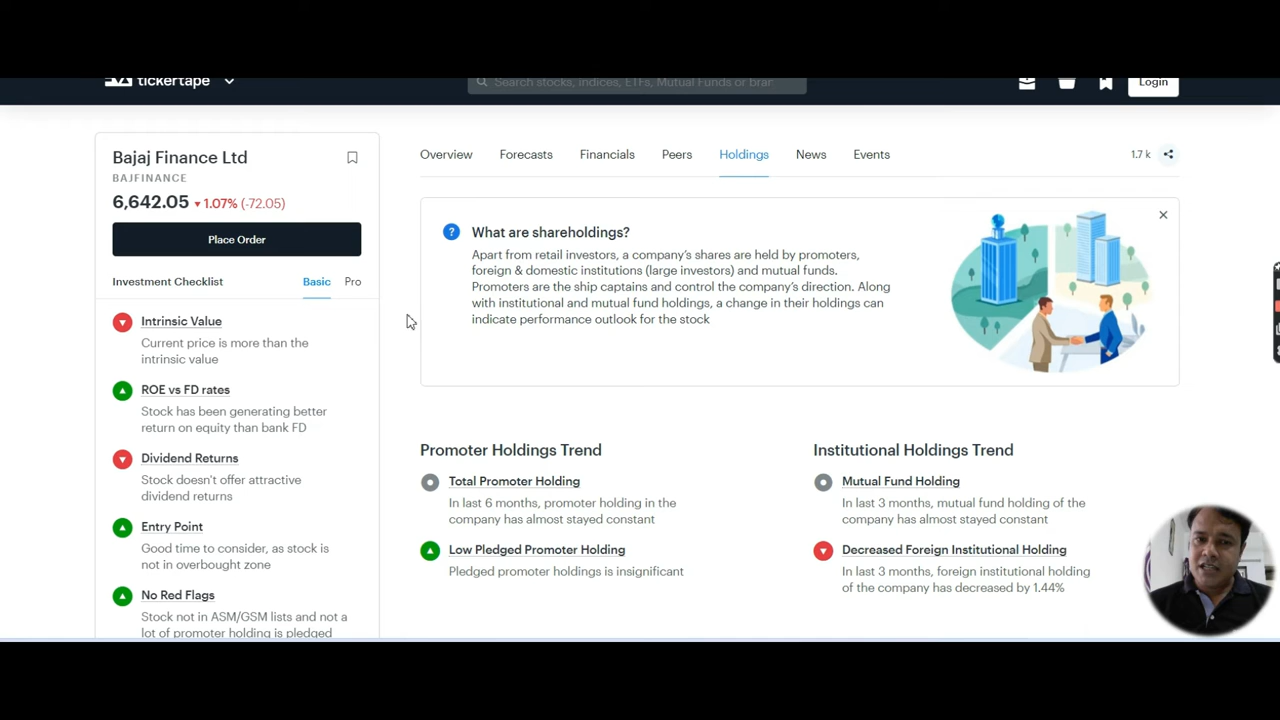 tickertape
Search stocks, indices, ETFs, Mutual Funds or brar
Login
Bajaj Finance Ltd
BAJFINANCE
6,642.05 ▼ 1.07% (-72.05)
Place Order
Investment Checklist Basic Pro
Intrinsic Value
Current price is more than the
intrinsic value
ROE vs FD rates
Stock has been generating better
return on equity than bank FD
Dividend Returns
Stock doesn't offer attractive
dividend returns
Entry Point
Good time to consider, as stock is
not in overbought zone
No Red Flags
Stock not in ASM/GSM lists and not a
lot of promoter holding is pledged
Overview Forecasts Financials Peers Holdings News Events
1.7 k
What are shareholdings?
Apart from retail investors, a company's shares are held by promoters,
foreign & domestic institutions (large investors) and mutual funds.
Promoters are the ship captains and control the company's direction. Along
with institutional and mutual fund holdings, a change in their holdings can
indicate performance outlook for the stock
Promoter Holdings Trend
Total Promoter Holding
In last 6 months, promoter holding in the
company has almost stayed constant
Low Pledged Promoter Holding
Pledged promoter holdings is insignificant
Institutional Holdings Trend
Mutual Fund Holding
In last 3 months, mutual fund holding of the
company has almost stayed constant
Decreased Foreign Institutional Holding
In last 3 months, foreign institutional holding
of the company has decreased by 1.44%